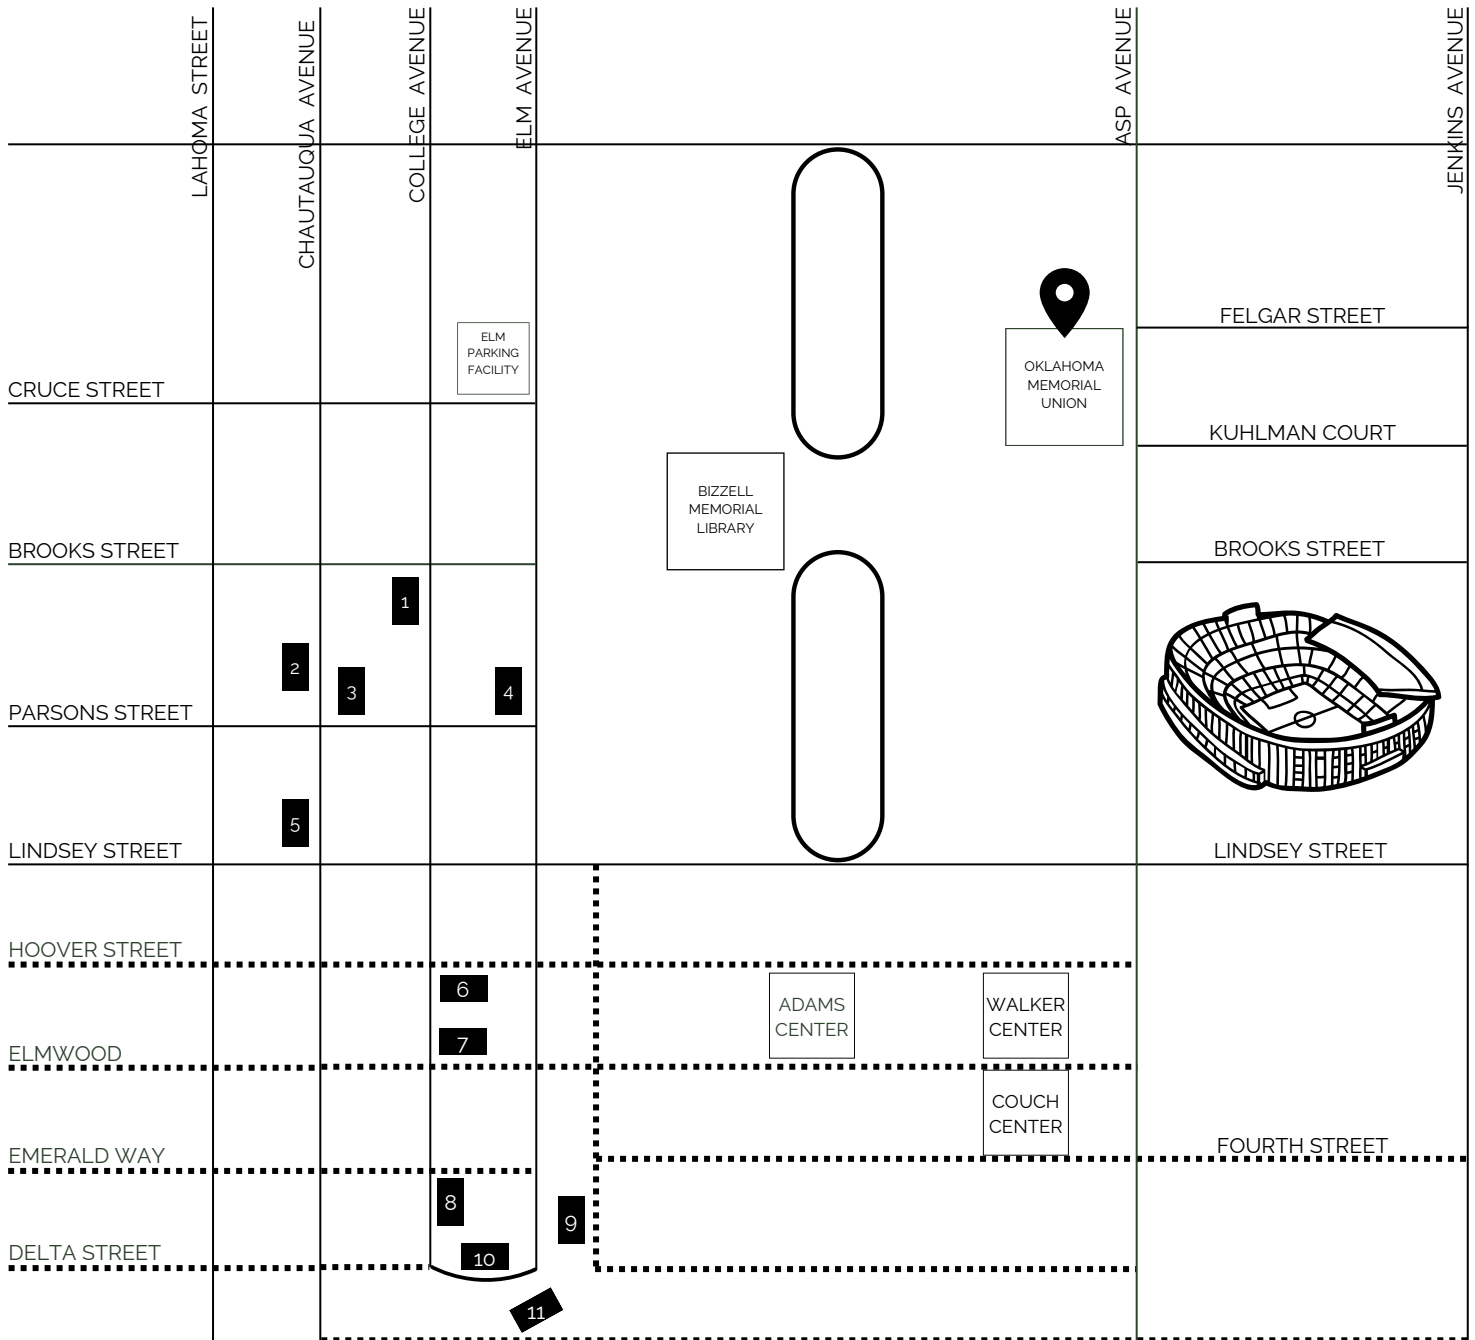 LAHOMA STREET
CHAUTAUQUA AVENUE
COLLEGE AVENUE
ELM AVENUE
ASP AVENUE
JENKINS AVENUE
FELGAR STREET
ELM
PARKING
FACILITY
OKLAHOMA
MEMORIAL
UNION
CRUCE STREET
KUHLMAN COURT
BIZZELL
MEMORIAL
LIBRARY
BROOKS STREET
BROOKS STREET
1
2
3
4
PARSONS STREET
5
LINDSEY STREET
LINDSEY STREET
HOOVER STREET
6
ADAMS
CENTER
WALKER
CENTER
7
ELMWOOD
COUCH
CENTER
EMERALD WAY
FOURTH STREET
8
9
DELTA STREET
10
11